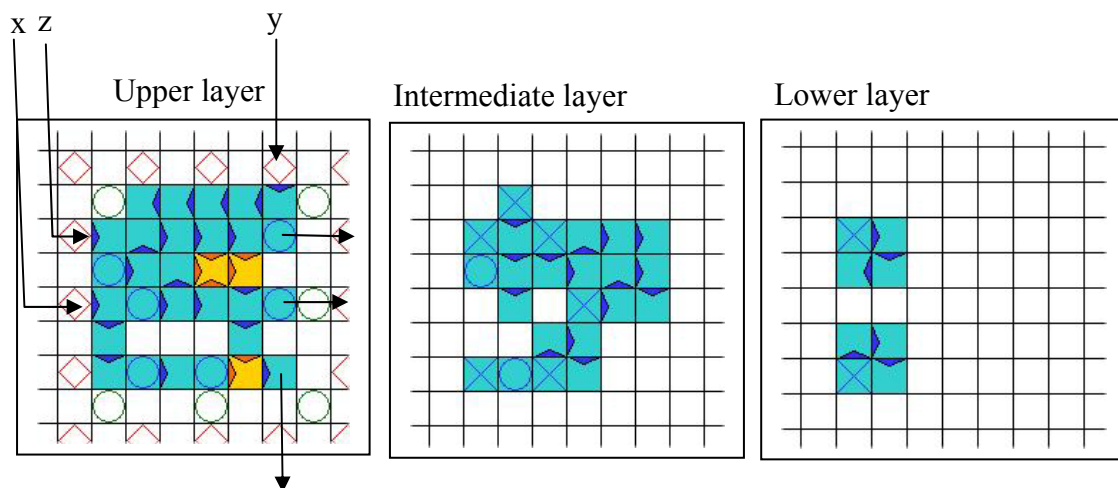 x z y
Upper layer
Intermediate layer
Lower layer